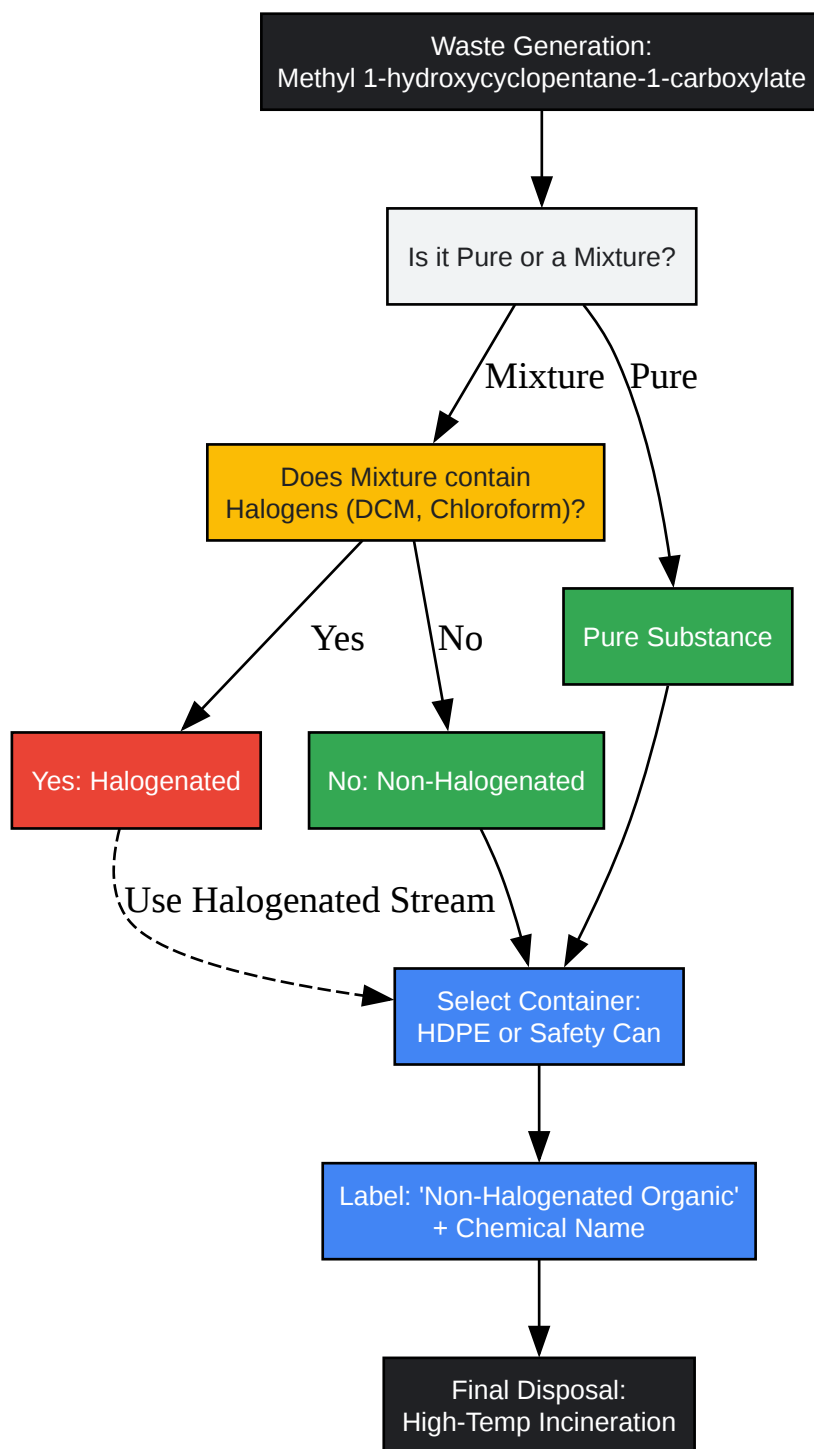 Waste Generation:
Methyl 1-hydroxycyclopentane-1-carboxylate
Is it Pure or a Mixture?
Mixture
Pure
Does Mixture contain
Halogens (DCM, Chloroform)?
Yes
No
Pure Substance
Yes: Halogenated
No: Non-Halogenated
Use Halogenated Stream
Select Container:
HDPE or Safety Can
Label: 'Non-Halogenated Organic'
+ Chemical Name
Final Disposal:
High-Temp Incineration